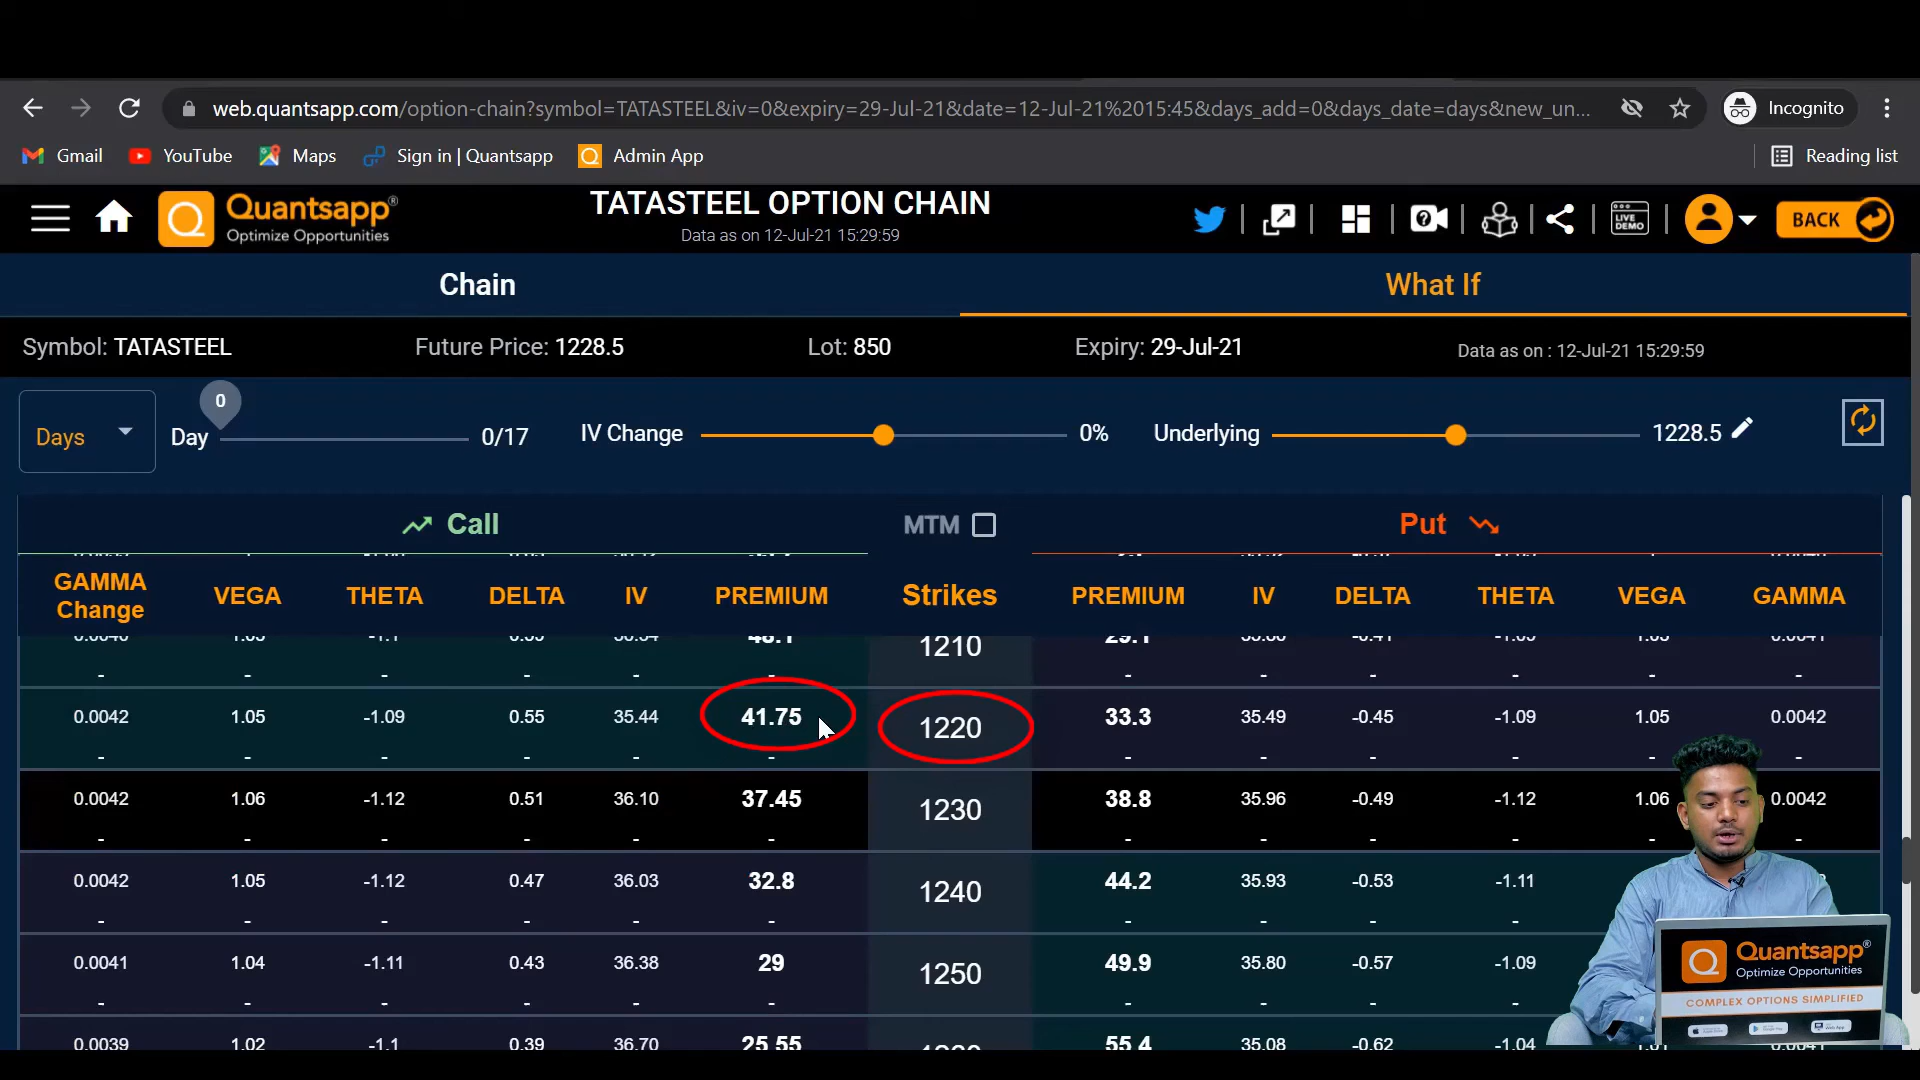 web.quantsapp.com/option-chain?symbol=TATASTEEL&iv=0&expiry=29-Jul-21&date=12-Jul-21%2015:45&days_add=0&days_date=days&new_un...
Incognito
Gmail YouTube Maps Sign in | Quantsapp Admin App Reading list
Quantsapp®
Optimize Opportunities
TATASTEEL OPTION CHAIN
Data as on 12-Jul-21 15:29:59
LIVE DEMO
BACK
Chain What If
Symbol: TATASTEEL Future Price: 1228.5 Lot: 850 Expiry: 29-Jul-21 Data as on : 12-Jul-21 15:29:59
0
Days Day 0/17 IV Change 0% Underlying 1228.5
Call MTM Put
GAMMA Change VEGA THETA DELTA IV PREMIUM Strikes PREMIUM IV DELTA THETA VEGA GAMMA
1210
- - - - - - - - - - - -
0.0042 1.05 -1.09 0.55 35.44 41.75 1220 33.3 35.49 -0.45 -1.09 1.05 0.0042
- - - - - - - - - - - -
0.0042 1.06 -1.12 0.51 36.10 37.45 1230 38.8 35.96 -0.49 -1.12 1.06 0.0042
- - - - - - - - - - -
0.0042 1.05 -1.12 0.47 36.03 32.8 1240 44.2 35.93 -0.53 -1.11
- - - - - - - - - -
0.0041 1.04 -1.11 0.43 36.38 29 1250 49.9 35.80 -0.57 -1.09
- - - - - - - - - -
0.0039 1.02 -1.1 0.39 36.70 25.55 55.4 35.08 -0.62 -1.04
Quantsapp®
Optimize Opportunities
COMPLEX OPTIONS SIMPLIFIED